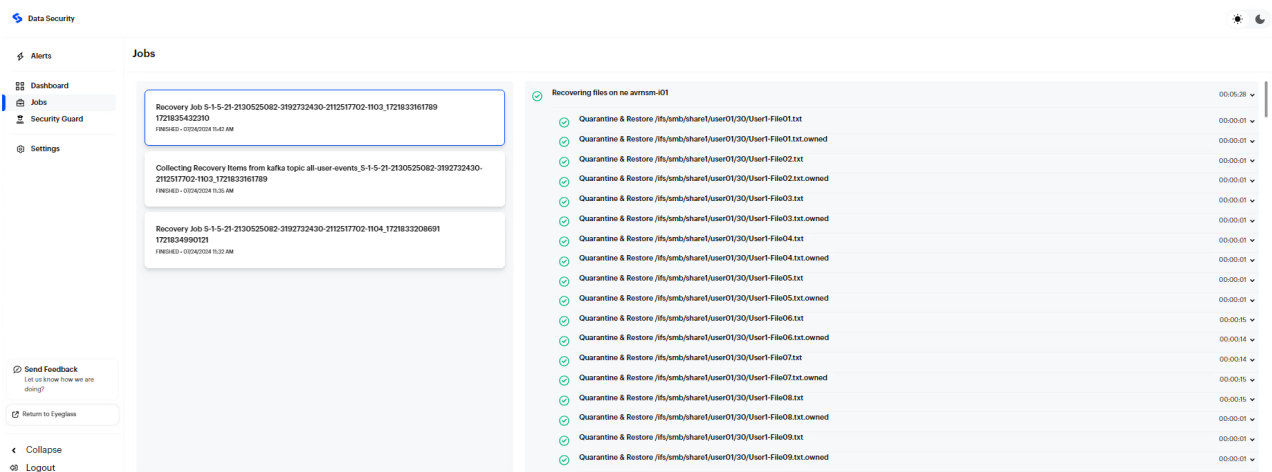 Data Security
Alerts
Dashboard
Jobs
Security Guard
Settings
Send Feedback
Let us know how we are
doing?
Return to Eyeglass
Collapse
Logout
Jobs
Recovery Job S-1-5-21-2130525082-3192732430-2112517702-1103_1721833161789
1721835432310
FINISHED - 07/24/2024 11:42 AM
Collecting Recovery Items from kafka topic all-user-events_S-1-5-21-2130525082-3192732430-
2112517702-1103_1721833161789
FINISHED - 07/24/2024 11:35 AM
Recovery Job S-1-5-21-2130525082-3192732430-2112517702-1104_1721833208691
1721834990121
FINISHED - 07/24/2024 11:32 AM
Recovering files on ne avrnsm-i01 00:05:28
Quarantine & Restore /ifs/smb/share1/user01/30/User1-File01.txt 00:00:01
Quarantine & Restore /ifs/smb/share1/user01/30/User1-File01.txt.owned 00:00:01
Quarantine & Restore /ifs/smb/share1/user01/30/User1-File02.txt 00:00:01
Quarantine & Restore /ifs/smb/share1/user01/30/User1-File02.txt.owned 00:00:01
Quarantine & Restore /ifs/smb/share1/user01/30/User1-File03.txt 00:00:01
Quarantine & Restore /ifs/smb/share1/user01/30/User1-File03.txt.owned 00:00:01
Quarantine & Restore /ifs/smb/share1/user01/30/User1-File04.txt 00:00:01
Quarantine & Restore /ifs/smb/share1/user01/30/User1-File04.txt.owned 00:00:01
Quarantine & Restore /ifs/smb/share1/user01/30/User1-File05.txt 00:00:01
Quarantine & Restore /ifs/smb/share1/user01/30/User1-File05.txt.owned 00:00:01
Quarantine & Restore /ifs/smb/share1/user01/30/User1-File06.txt 00:00:15
Quarantine & Restore /ifs/smb/share1/user01/30/User1-File06.txt.owned 00:00:14
Quarantine & Restore /ifs/smb/share1/user01/30/User1-File07.txt 00:00:14
Quarantine & Restore /ifs/smb/share1/user01/30/User1-File07.txt.owned 00:00:15
Quarantine & Restore /ifs/smb/share1/user01/30/User1-File08.txt 00:00:15
Quarantine & Restore /ifs/smb/share1/user01/30/User1-File08.txt.owned 00:00:01
Quarantine & Restore /ifs/smb/share1/user01/30/User1-File09.txt 00:00:01
Quarantine & Restore /ifs/smb/share1/user01/30/User1-File09.txt.owned 00:00:01